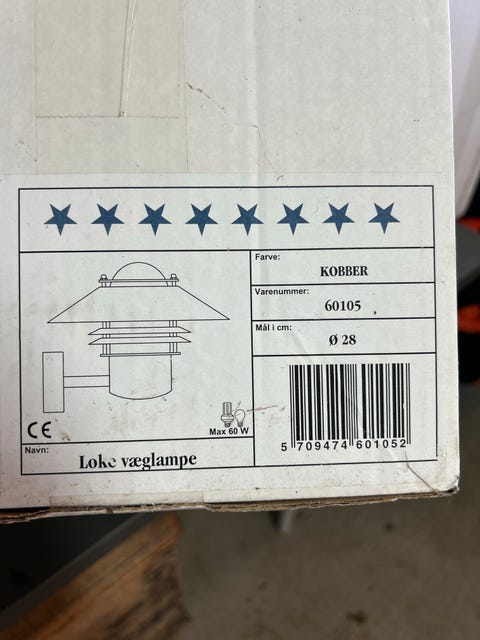 Farve:
KOBBER
Varenummer:
60105
Mål i cm:
Ø 28
CE
Max 60 W
5 709474 601052
Navn:
Loke væglampe